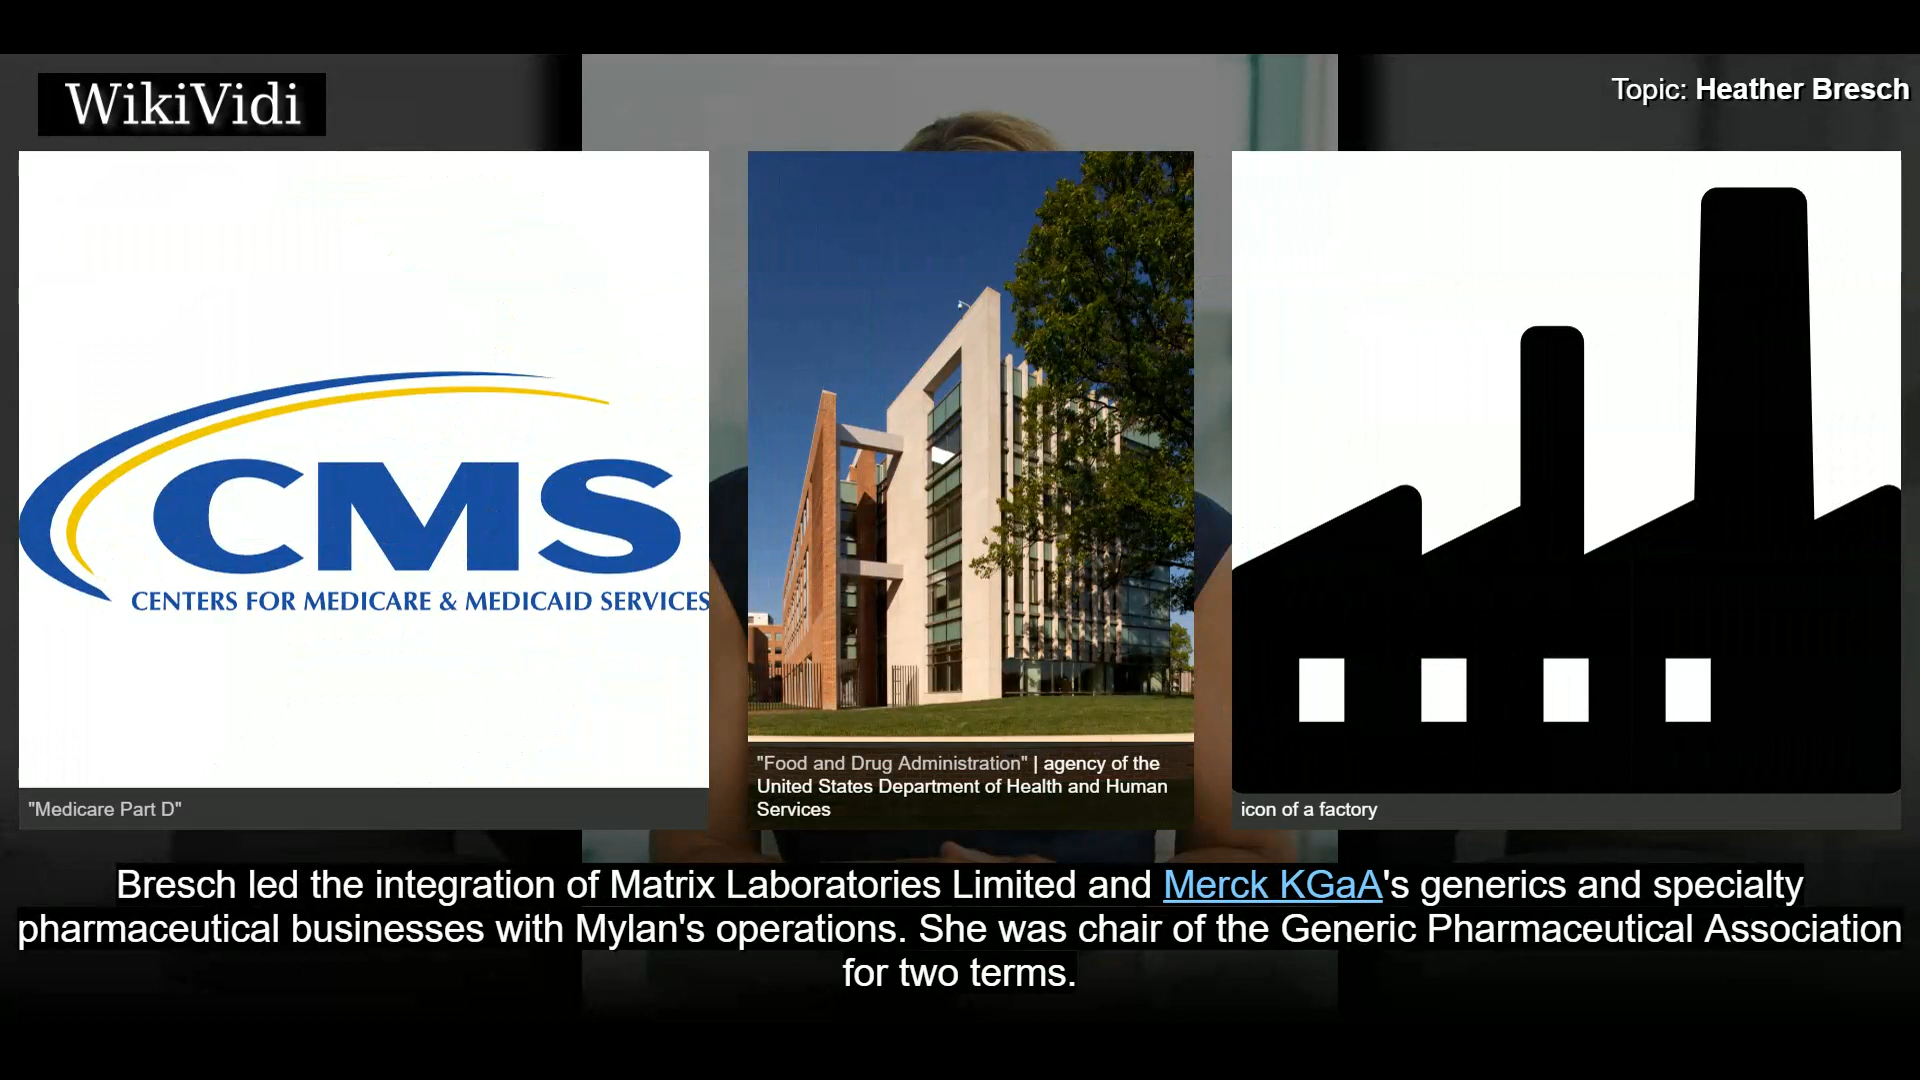 WikiVidi
Topic: Heather Bresch
CMS
CENTERS FOR MEDICARE & MEDICAID SERVICES
"Medicare Part D"
"Food and Drug Administration" | agency of the
United States Department of Health and Human
Services
icon of a factory
Bresch led the integration of Matrix Laboratories Limited and Merck KGaA's generics and specialty
pharmaceutical businesses with Mylan's operations. She was chair of the Generic Pharmaceutical Association
for two terms.